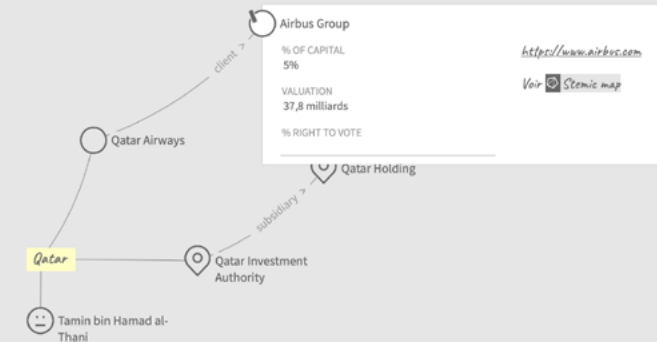 Airbus Group
% OF CAPITAL
5%
VALUATION
37,8 milliards
% RIGHT TO VOTE
https://www.airbus.com
Voir Stemic map
client >
Qatar Airways
Qatar Holding
subsidiary >
Qatar
Qatar Investment
Authority
Tamin bin Hamad al-
Thani